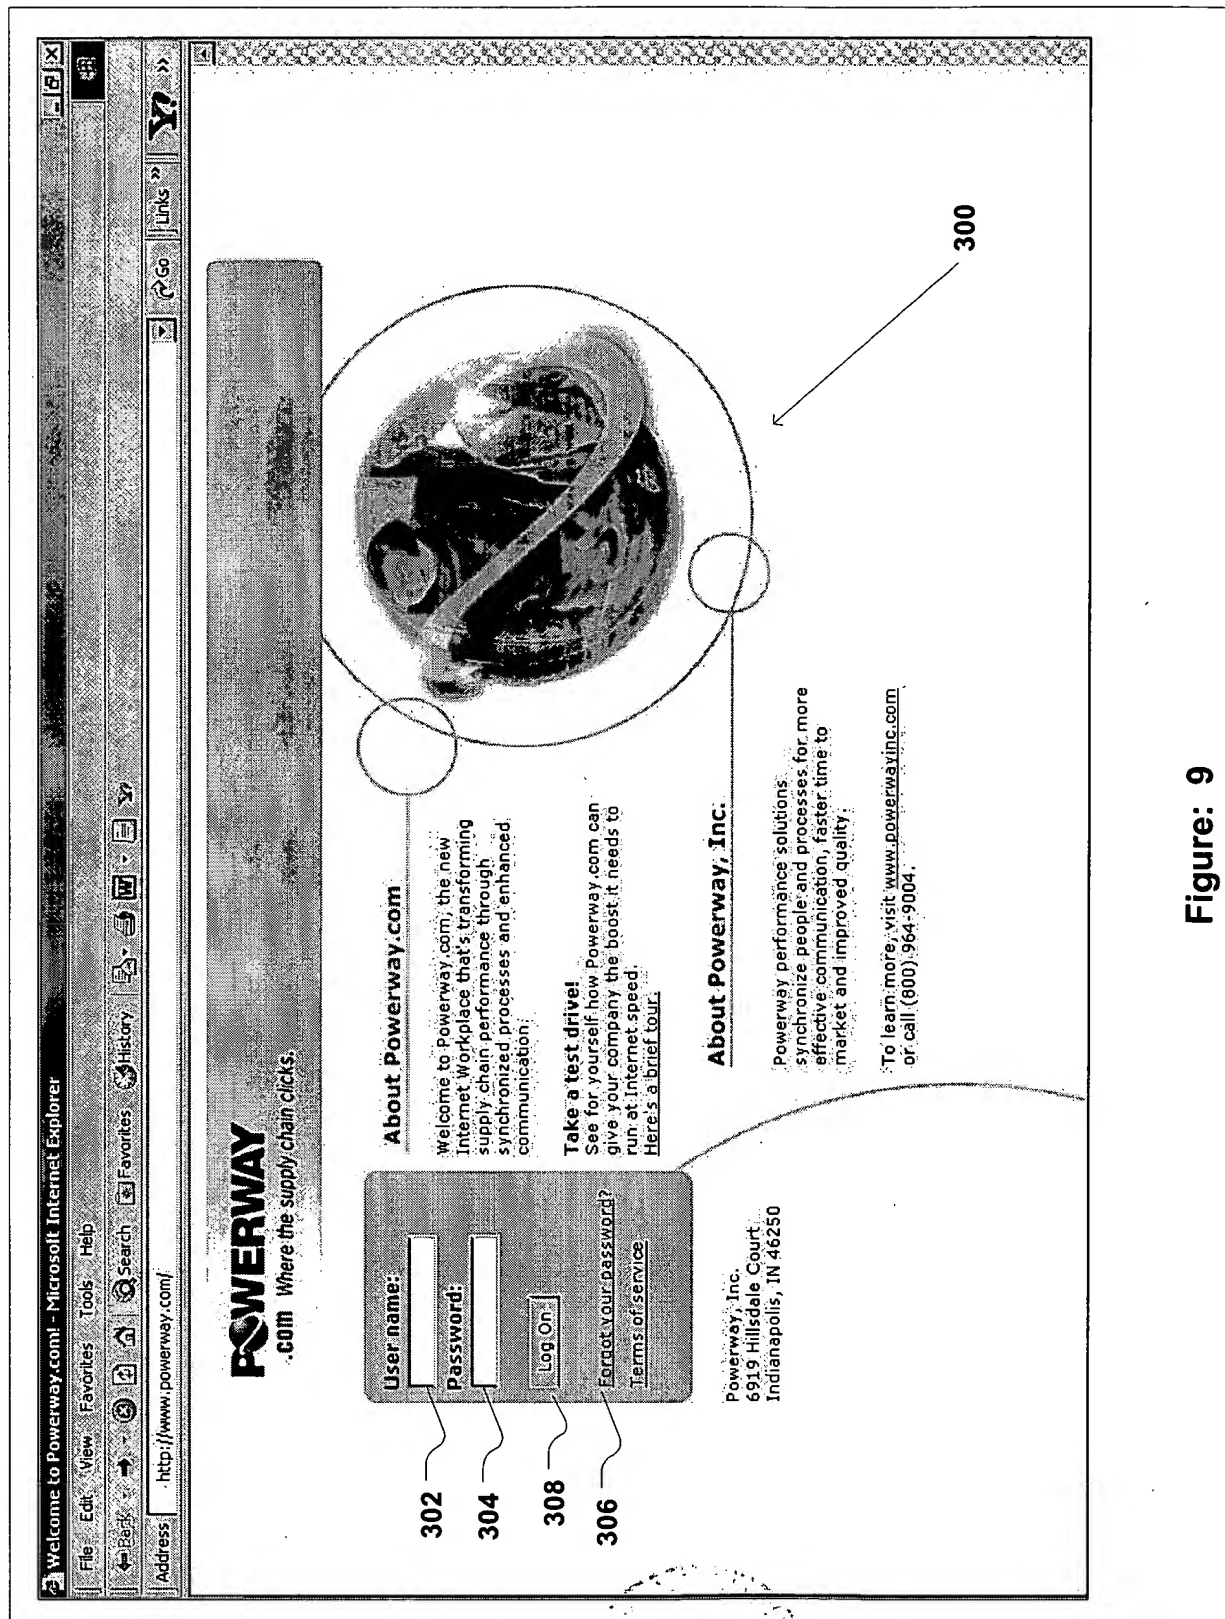 Welcome to Powerway.com! - Microsoft Internet Explorer
File Edit View Favorites Tools Help
Back Search Favorites History
Address http://www.powerway.com/ Go Links »
POWERWAY
.com Where the supply chain clicks.
User name:
Password:
Log On
Forgot your password?
Terms of service
302
304
308
306
Powerway, Inc.
6919 Hillsdale Court
Indianapolis, IN 46250
About Powerway.com
Welcome to Powerway.com, the new
Internet Workplace that's transforming
supply chain performance through
synchronized processes and enhanced
communication.
Take a test drive!
See for yourself how Powerway.com can
give your company the boost it needs to
run at Internet speed.
Here's a brief tour.
About Powerway, Inc.
Powerway performance solutions
synchronize people and processes for more
effective communication, faster time to
market and improved quality.
To learn more, visit www.powerwayinc.com
or call (800) 964-9004.
300
Figure: 9